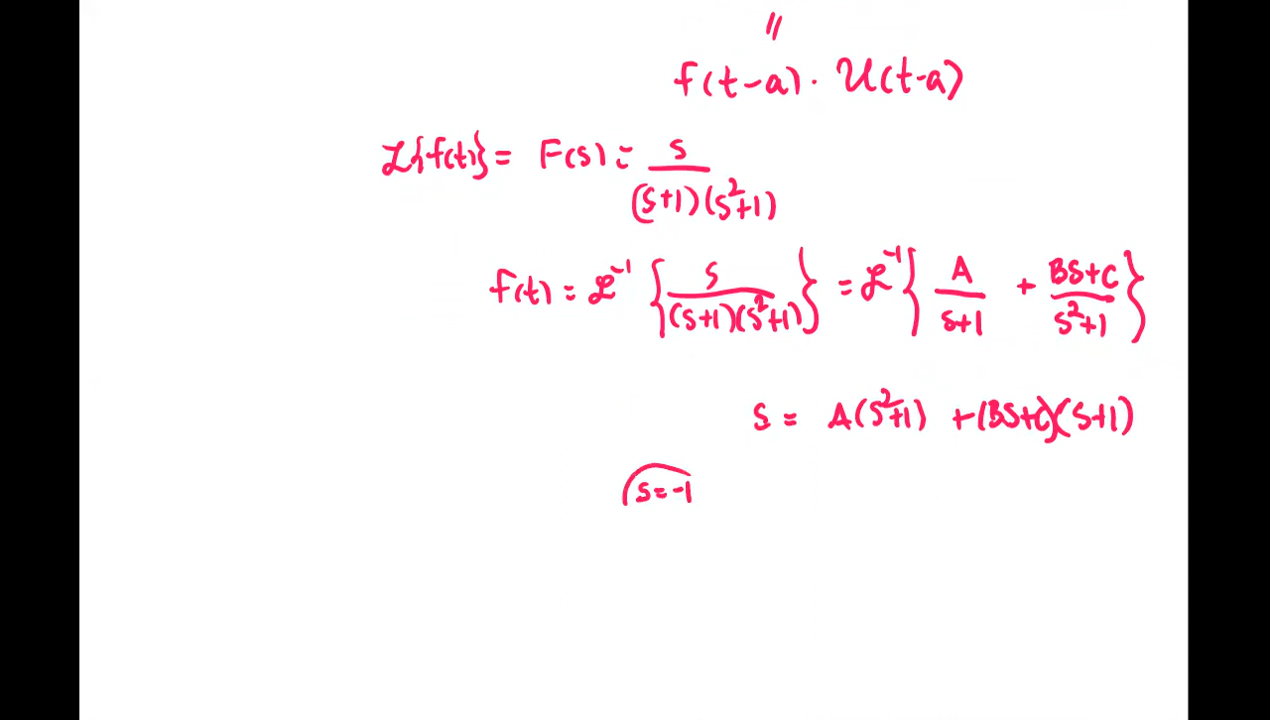 ||
f(t-a) · U(t-a)
ℒ{f(t)} = F(s) = s / (s+1)(s²+1)
f(t) = ℒ⁻¹ { s / (s+1)(s²+1) } = ℒ⁻¹ { A / s+1 + Bs+C / s²+1 }
s = A(s²+1) + (Bs+C)(s+1)
s=-1